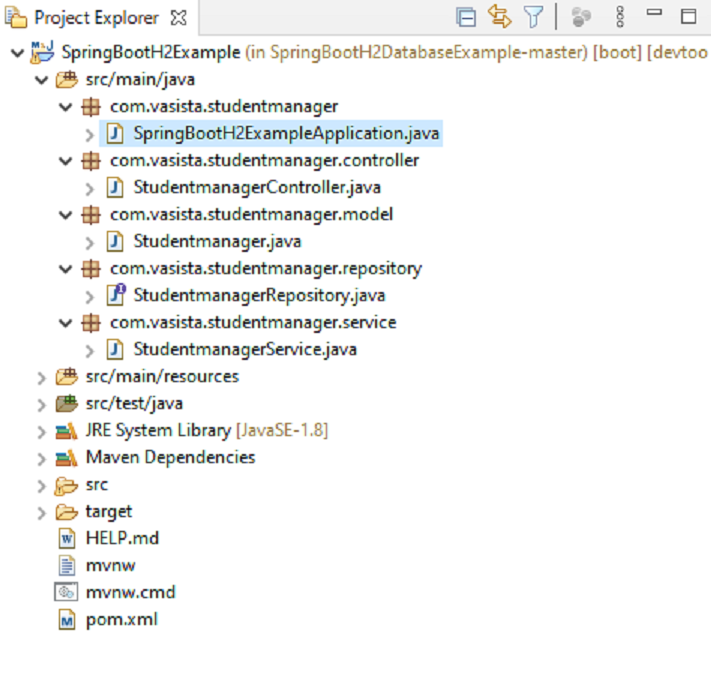 Project Explorer
SpringBootH2Example (in SpringBootH2DatabaseExample-master) [boot] [devtoo
src/main/java
com.vasista.studentmanager
SpringBootH2ExampleApplication.java
com.vasista.studentmanager.controller
StudentmanagerController.java
com.vasista.studentmanager.model
Studentmanager.java
com.vasista.studentmanager.repository
StudentmanagerRepository.java
com.vasista.studentmanager.service
StudentmanagerService.java
src/main/resources
src/test/java
JRE System Library [JavaSE-1.8]
Maven Dependencies
src
target
HELP.md
mvnw
mvnw.cmd
pom.xml